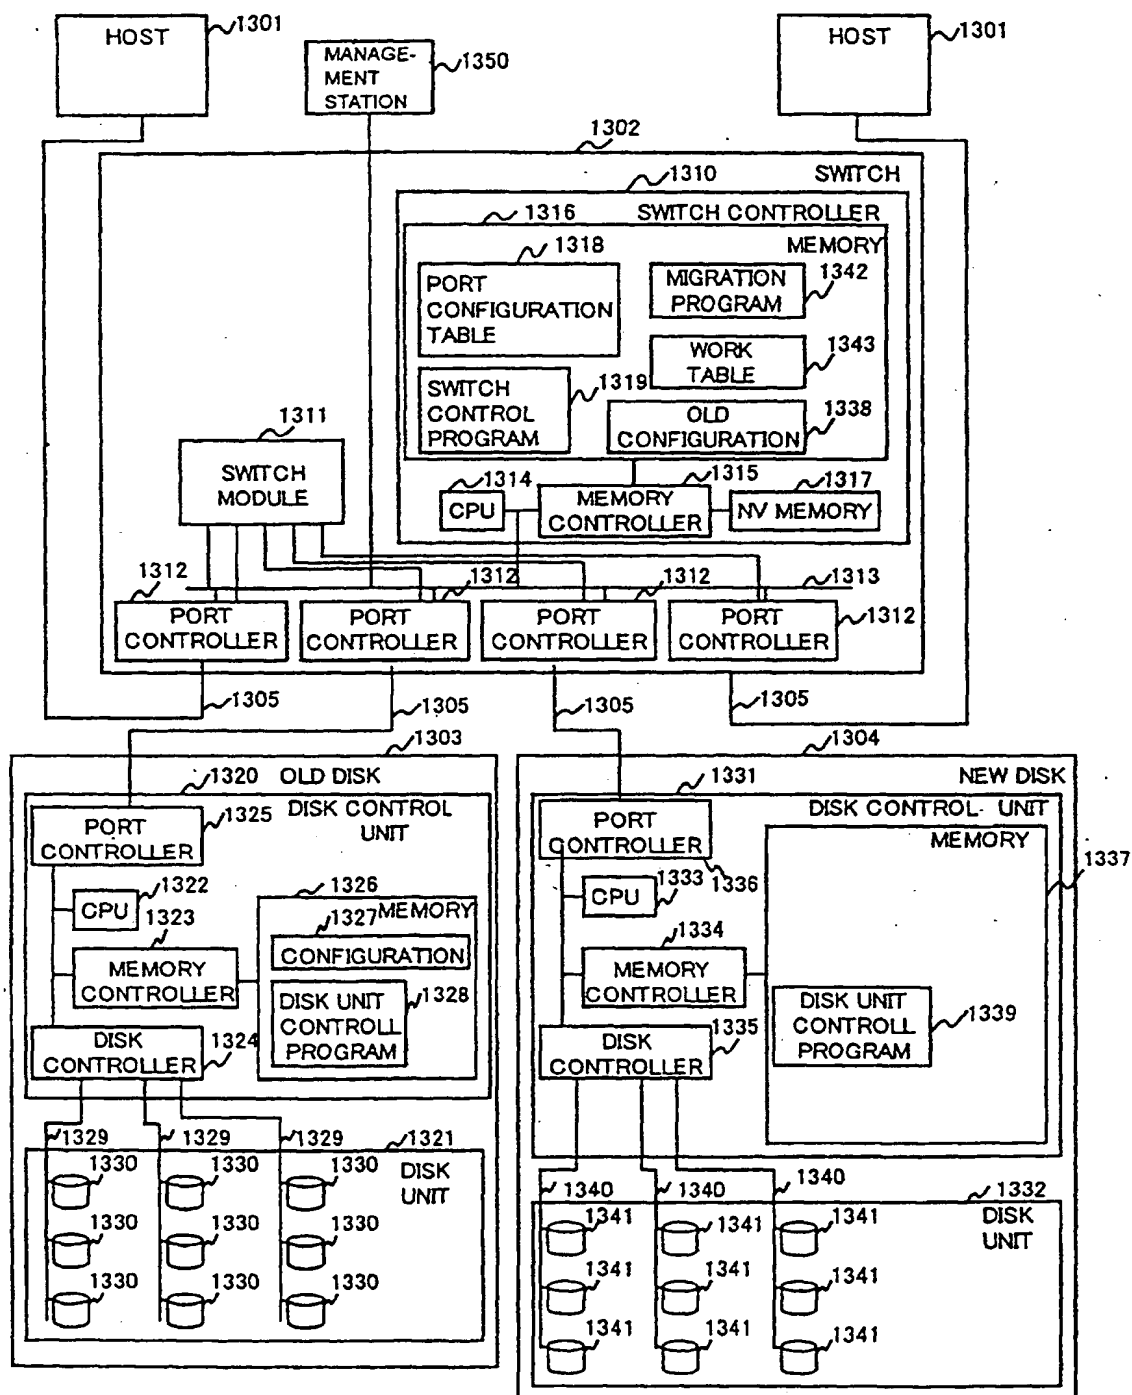 HOST
1301
MANAGE-
MENT
STATION
1350
HOST
1301
1302
SWITCH
1310
SWITCH CONTROLLER
1316
MEMORY
1318
PORT
CONFIGURATION
TABLE
MIGRATION
PROGRAM
1342
WORK
TABLE
1343
SWITCH
CONTROL
PROGRAM
1319
OLD
CONFIGURATION
1338
1311
SWITCH
MODULE
1314
CPU
1315
MEMORY
CONTROLLER
1317
NV MEMORY
1312
1312
1312
1313
PORT
CONTROLLER
PORT
CONTROLLER
PORT
CONTROLLER
PORT
CONTROLLER
1312
1305
1305
1305
1305
1303
OLD DISK
1320
DISK CONTROL
UNIT
PORT
CONTROLLER
1325
CPU
1322
1323
MEMORY
CONTROLLER
1326
MEMORY
1327
CONFIGURATION
DISK UNIT
CONTROLL
PROGRAM
1328
DISK
CONTROLLER
1324
1329
1329
1329
1321
DISK
UNIT
1330
1330
1330
1330
1330
1330
1330
1330
1330
1304
NEW DISK
1331
DISK CONTROL UNIT
PORT
CONTROLLER
1336
MEMORY
1337
CPU
1333
1334
MEMORY
CONTROLLER
DISK UNIT
CONTROLL
PROGRAM
1339
DISK
CONTROLLER
1335
1340
1340
1340
1332
DISK
UNIT
1341
1341
1341
1341
1341
1341
1341
1341
1341